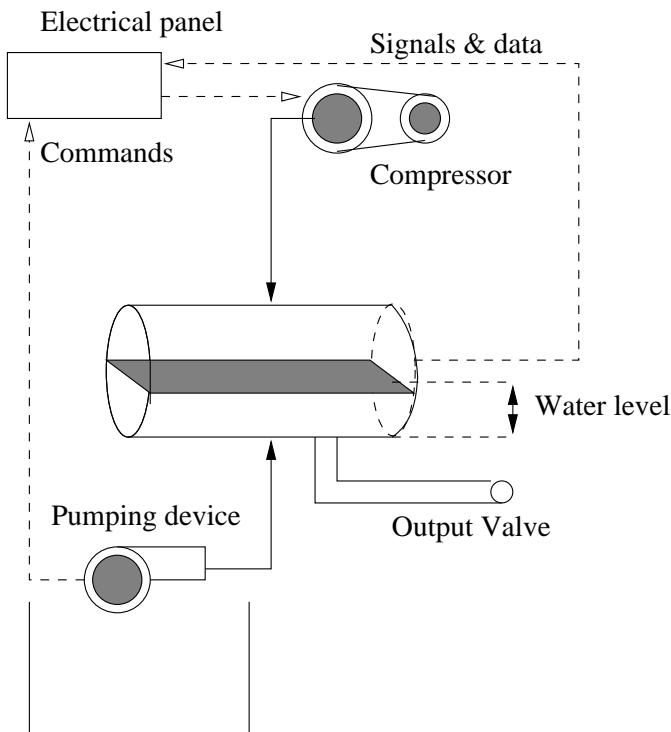 Electrical panel
Signals & data
Commands
Compressor
Water level
Pumping device
Output Valve